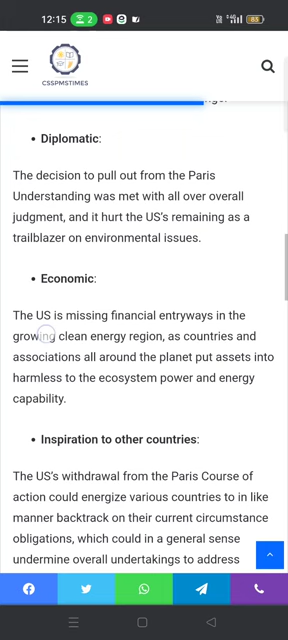 12:15
2
83
CSSPMSTIMES
• Diplomatic:
The decision to pull out from the Paris
Understanding was met with all over overall
judgment, and it hurt the US's remaining as a
trailblazer on environmental issues.
• Economic:
The US is missing financial entryways in the
growing clean energy region, as countries and
associations all around the planet put assets into
harmless to the ecosystem power and energy
capability.
• Inspiration to other countries:
The US's withdrawal from the Paris Course of
action could energize various countries to in like
manner backtrack on their current circumstance
obligations, which could in a general sense
undermine overall undertakings to address